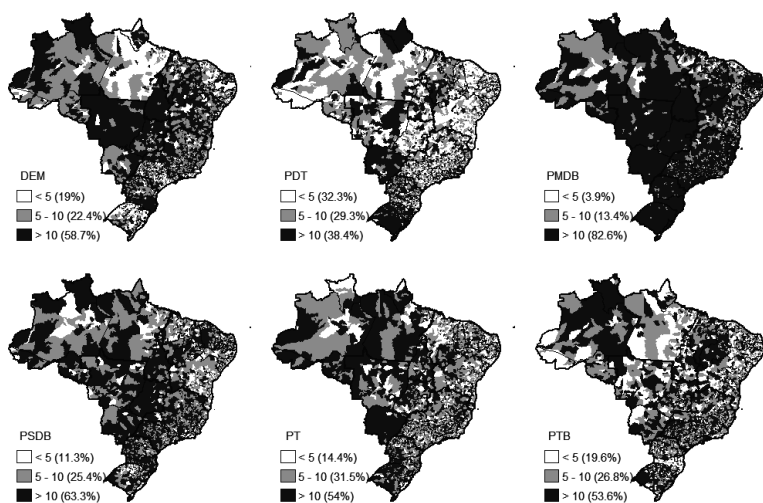 DEM
< 5 (19%)
5 - 10 (22.4%)
> 10 (58.7%)
PDT
< 5 (32.3%)
5 - 10 (29.3%)
> 10 (38.4%)
PMDB
< 5 (3.9%)
5 - 10 (13.4%)
> 10 (82.6%)
PSDB
< 5 (11.3%)
5 - 10 (25.4%)
> 10 (63.3%)
PT
< 5 (14.4%)
5 - 10 (31.5%)
> 10 (54%)
PTB
< 5 (19.6%)
5 - 10 (26.8%)
> 10 (53.6%)